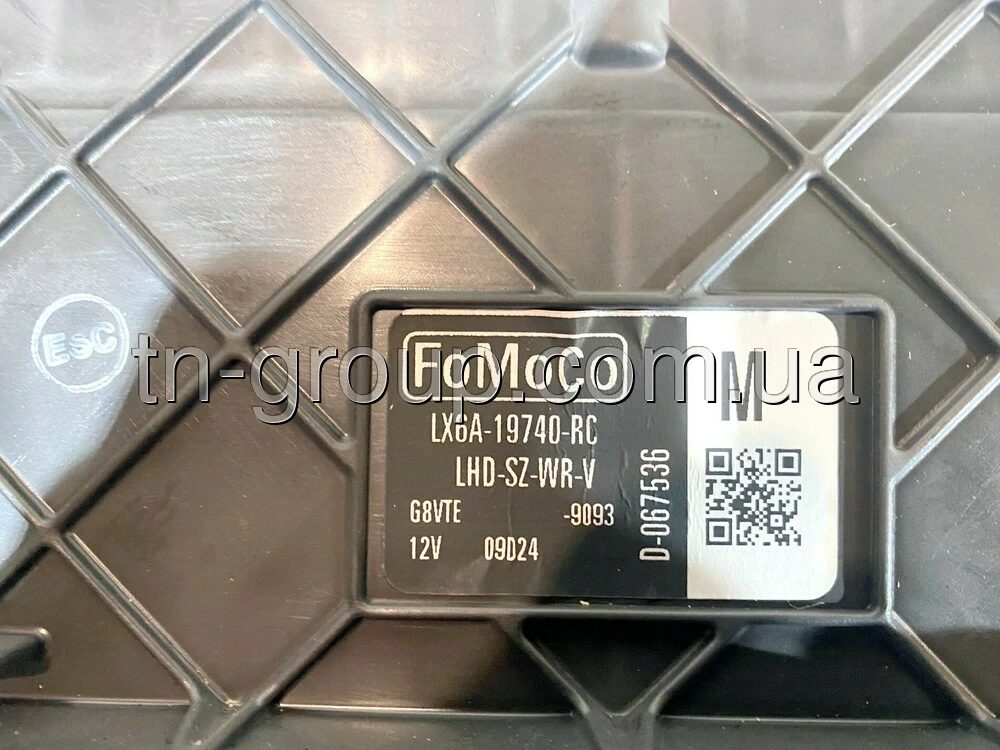 FoMoCo
LX6A-19740-RC
LHD-SZ-WR-V
G8VTE -9093
12V 09D24
D-067536
M
EsC
tn-group.com.ua